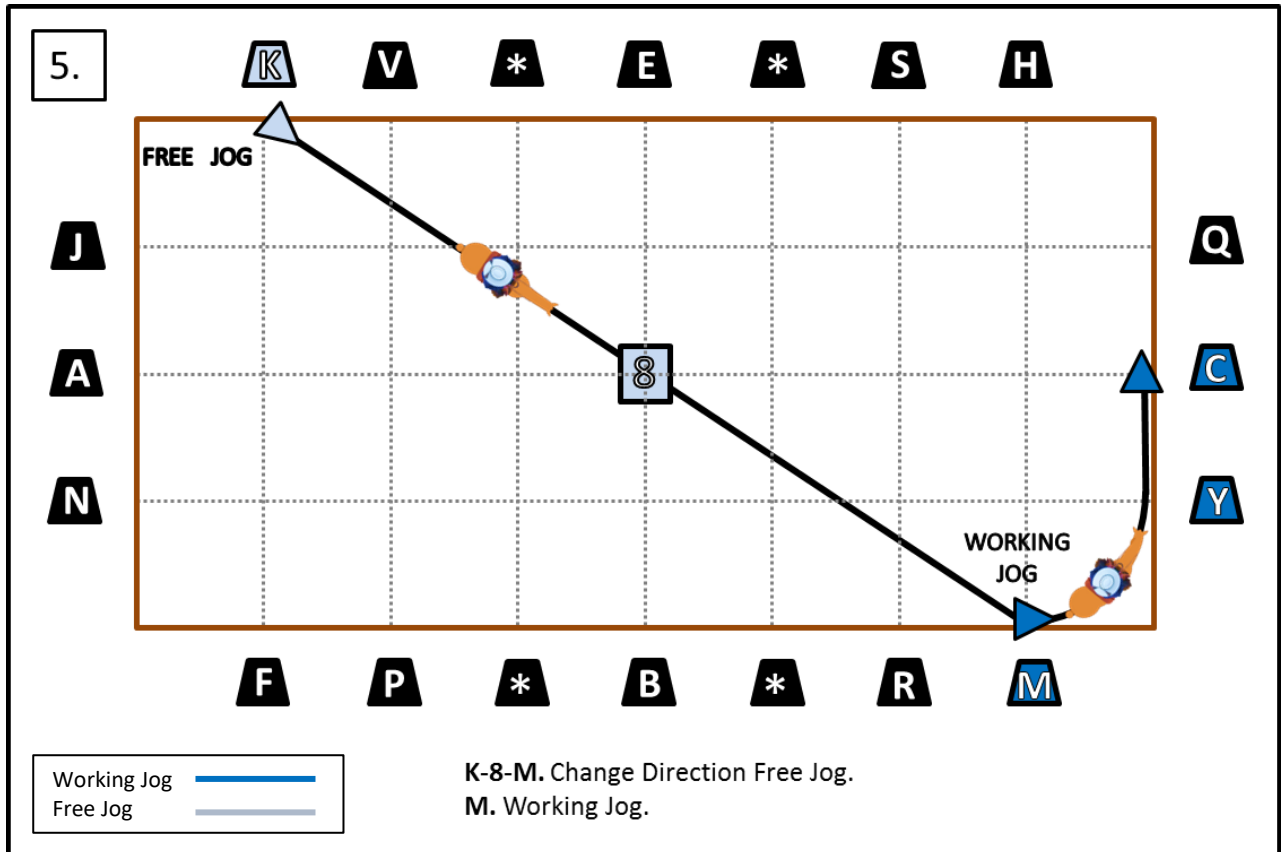 5.
K V * E * S H
FREE JOG
J
Q
A
8
C
N
Y
WORKING
JOG
F P * B * R M
Working Jog
Free Jog
K-8-M. Change Direction Free Jog.
M. Working Jog.